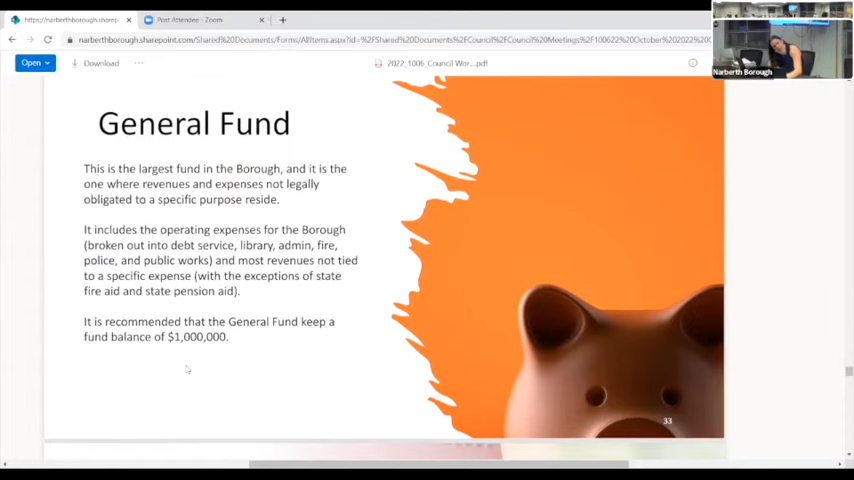 https://narberthborough.sharep
Post Attendee - Zoom
narberthborough.sharepoint.com/Shared%20Documents/Forms/AllItems.aspx?id=%2FShared%20Documents%2FCouncil%2FCouncil%20Meetings%2F100622%20October%202022%20C
Open
Download
2022_1006_Council Wor...pdf
Narberth Borough
General Fund
This is the largest fund in the Borough, and it is the
one where revenues and expenses not legally
obligated to a specific purpose reside.
It includes the operating expenses for the Borough
(broken out into debt service, library, admin, fire,
police, and public works) and most revenues not tied
to a specific expense (with the exceptions of state
fire aid and state pension aid).
It is recommended that the General Fund keep a
fund balance of $1,000,000.
33